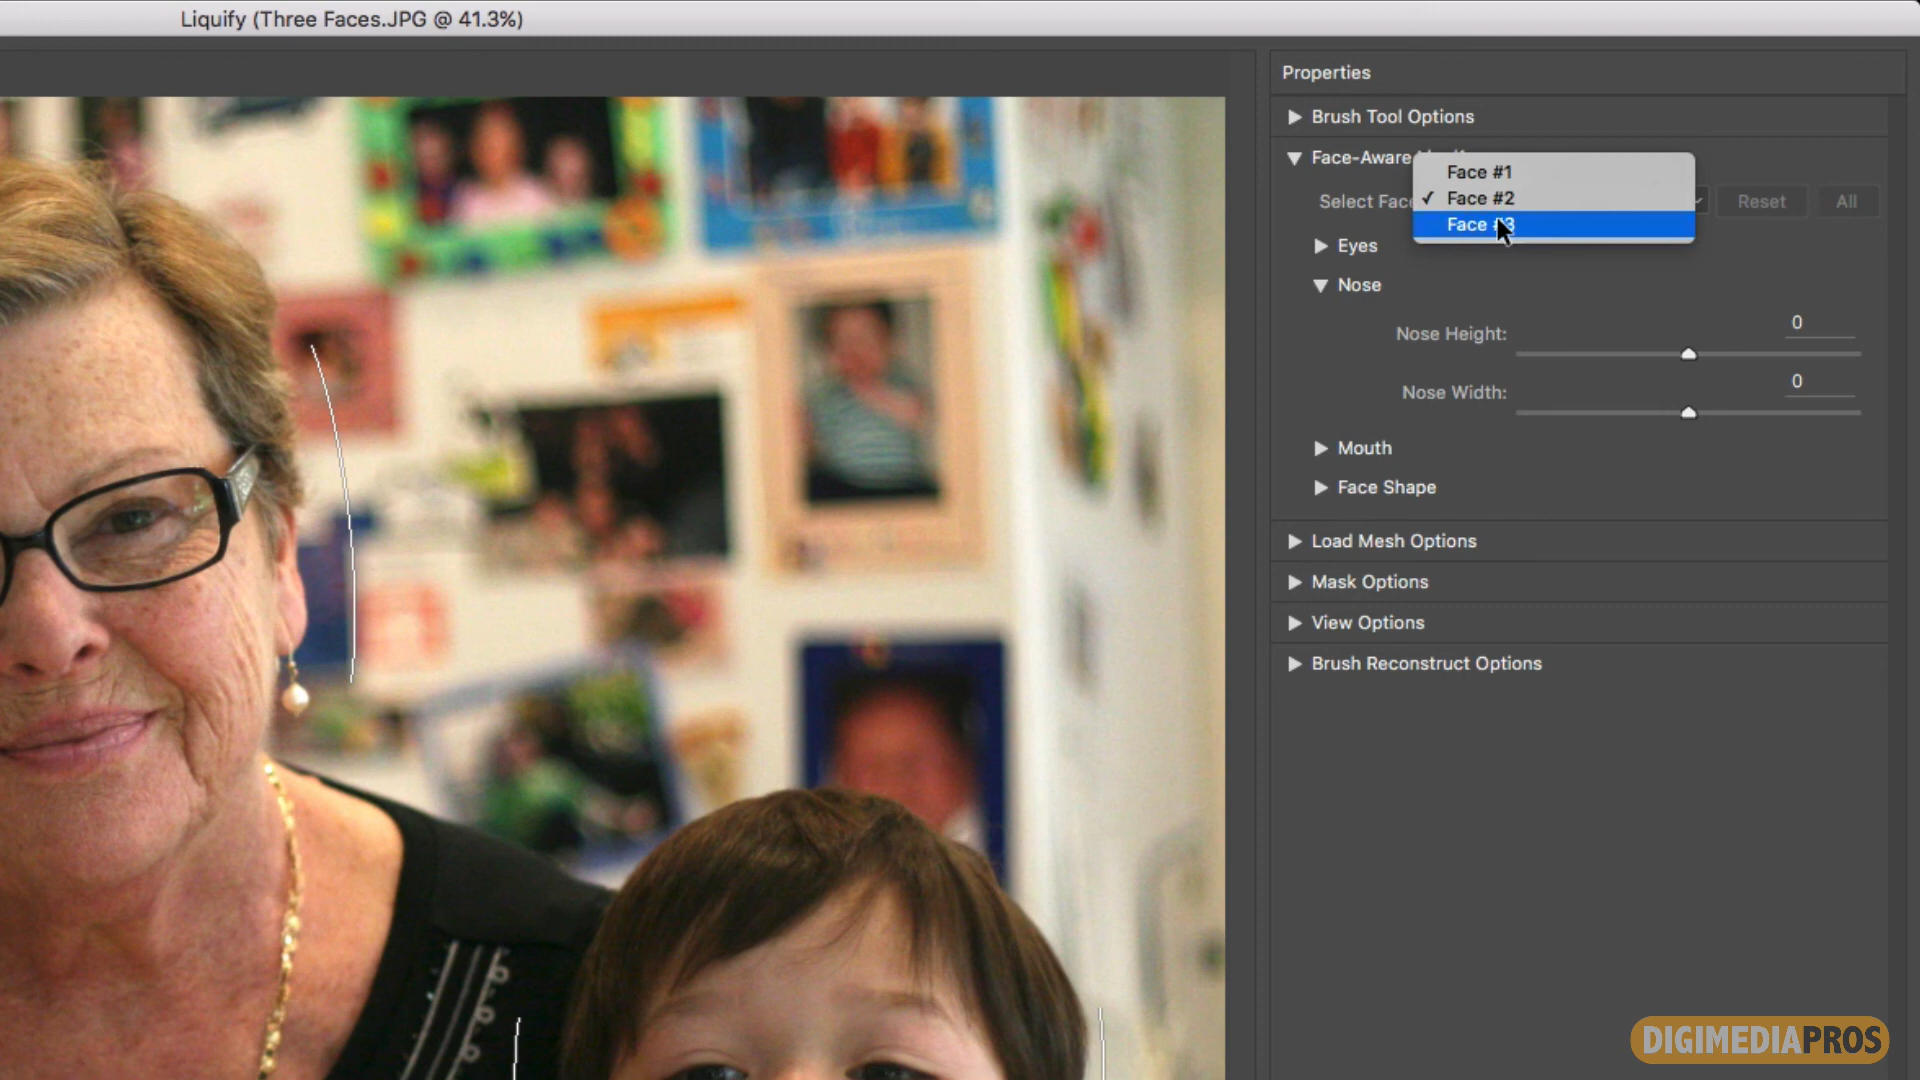 Liquify (Three Faces.JPG @ 41.3%)
Properties
Brush Tool Options
Face-Aware
Face #1
Select Face
✓ Face #2
Reset
All
Face #3
Eyes
Nose
0
Nose Height:
0
Nose Width:
Mouth
Face Shape
Load Mesh Options
Mask Options
View Options
Brush Reconstruct Options
DIGIMEDIAPROS